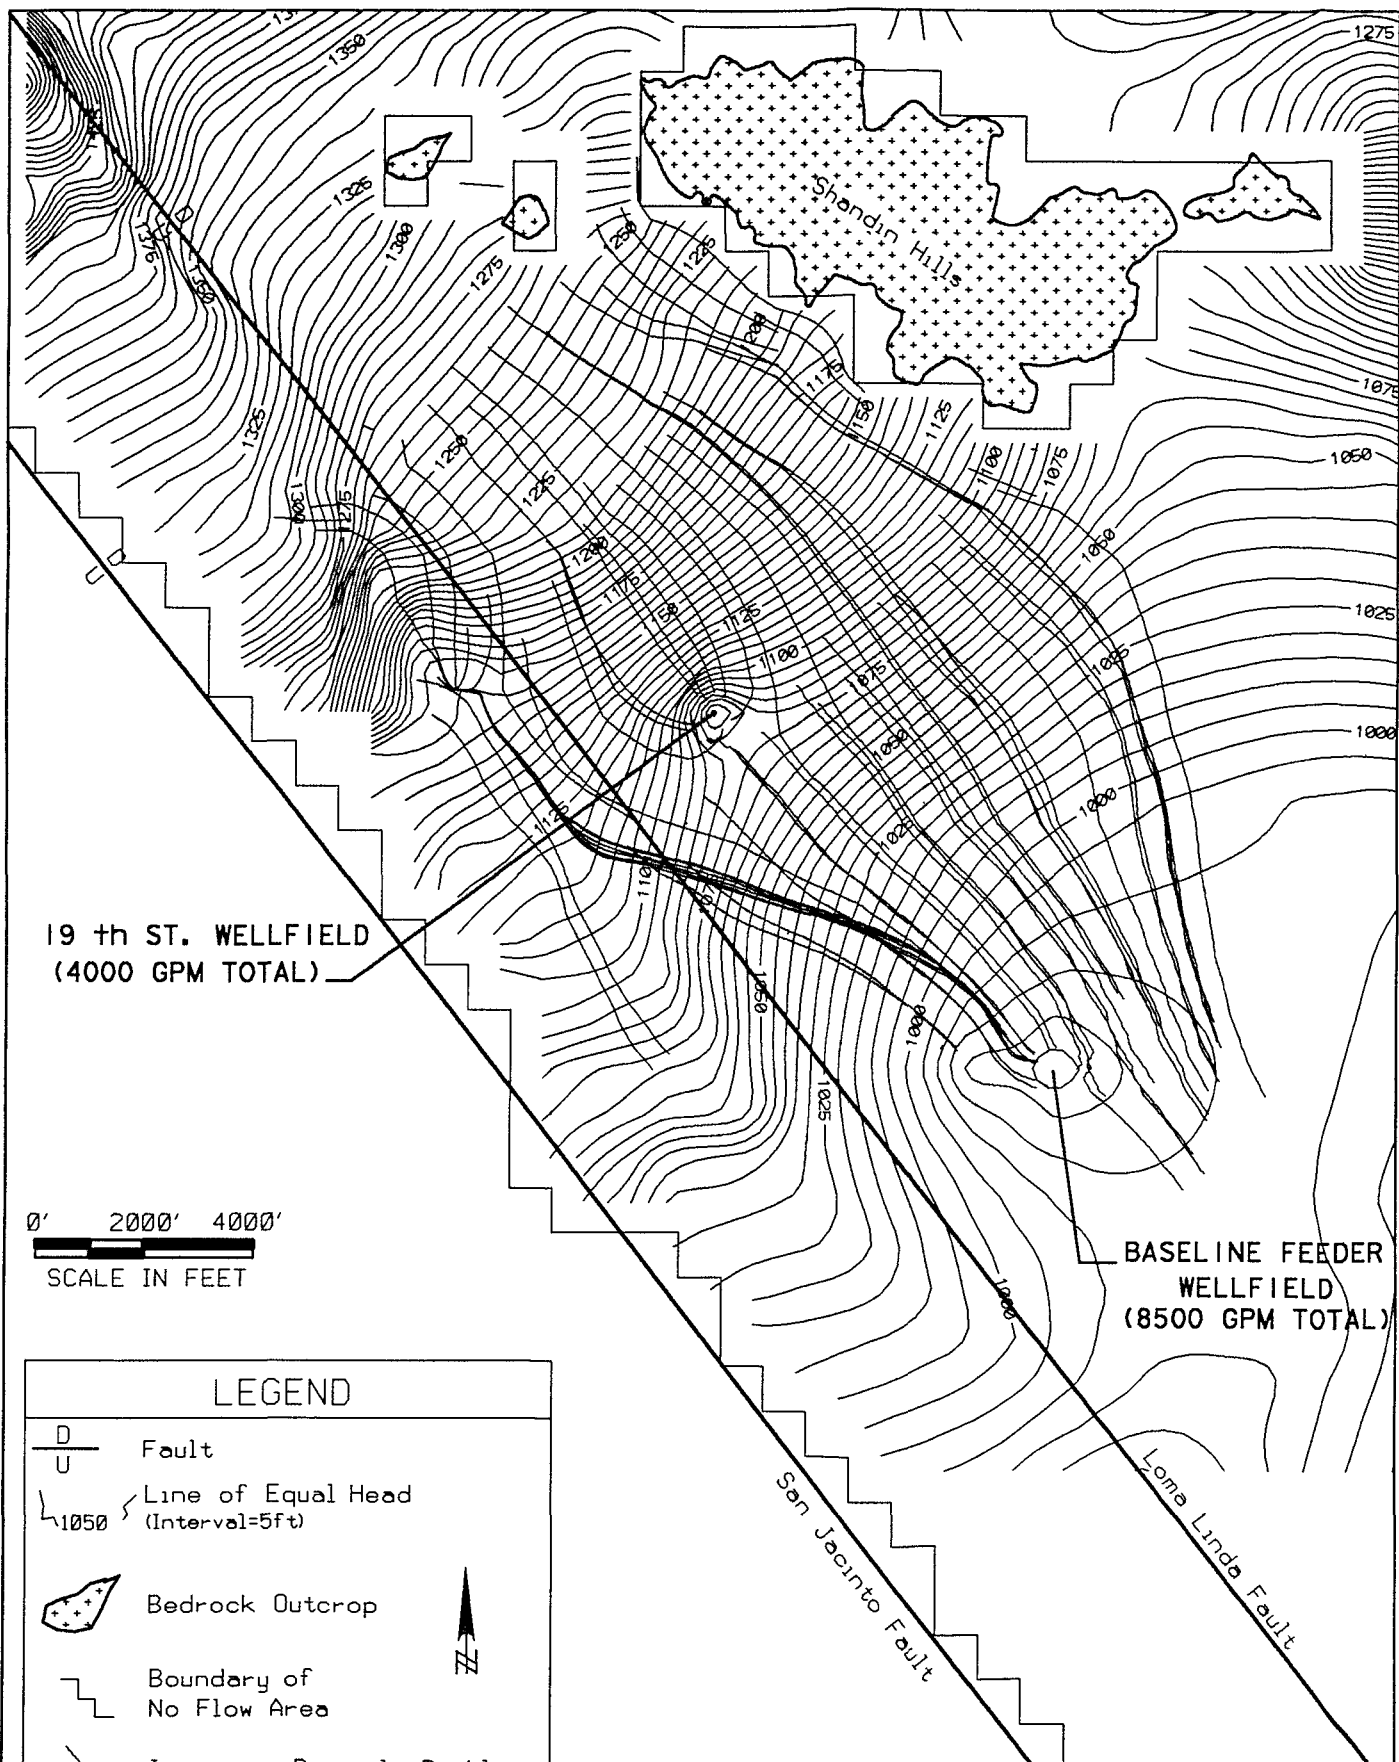 1350
1275
1325
1376
1350
1300
1275
1250
1225
1200
1175
1150
1125
1100
1075
1075
1050
Shandin Hills
1325
1250
1225
1300
1275
1200
1175
1125
1100
1050
1025
1075
1050
1025
1000
1000
1125
1050
1000
1025
1000
D
U
D
19 th ST. WELLFIELD
(4000 GPM TOTAL)
BASELINE FEEDER
WELLFIELD
(8500 GPM TOTAL)
0' 2000' 4000'
SCALE IN FEET
San Jacinto Fault
Loma Linda Fault
LEGEND
D
U
Fault
1050
Line of Equal Head
(Interval=5ft)
Bedrock Outcrop
N
Boundary of
No Flow Area